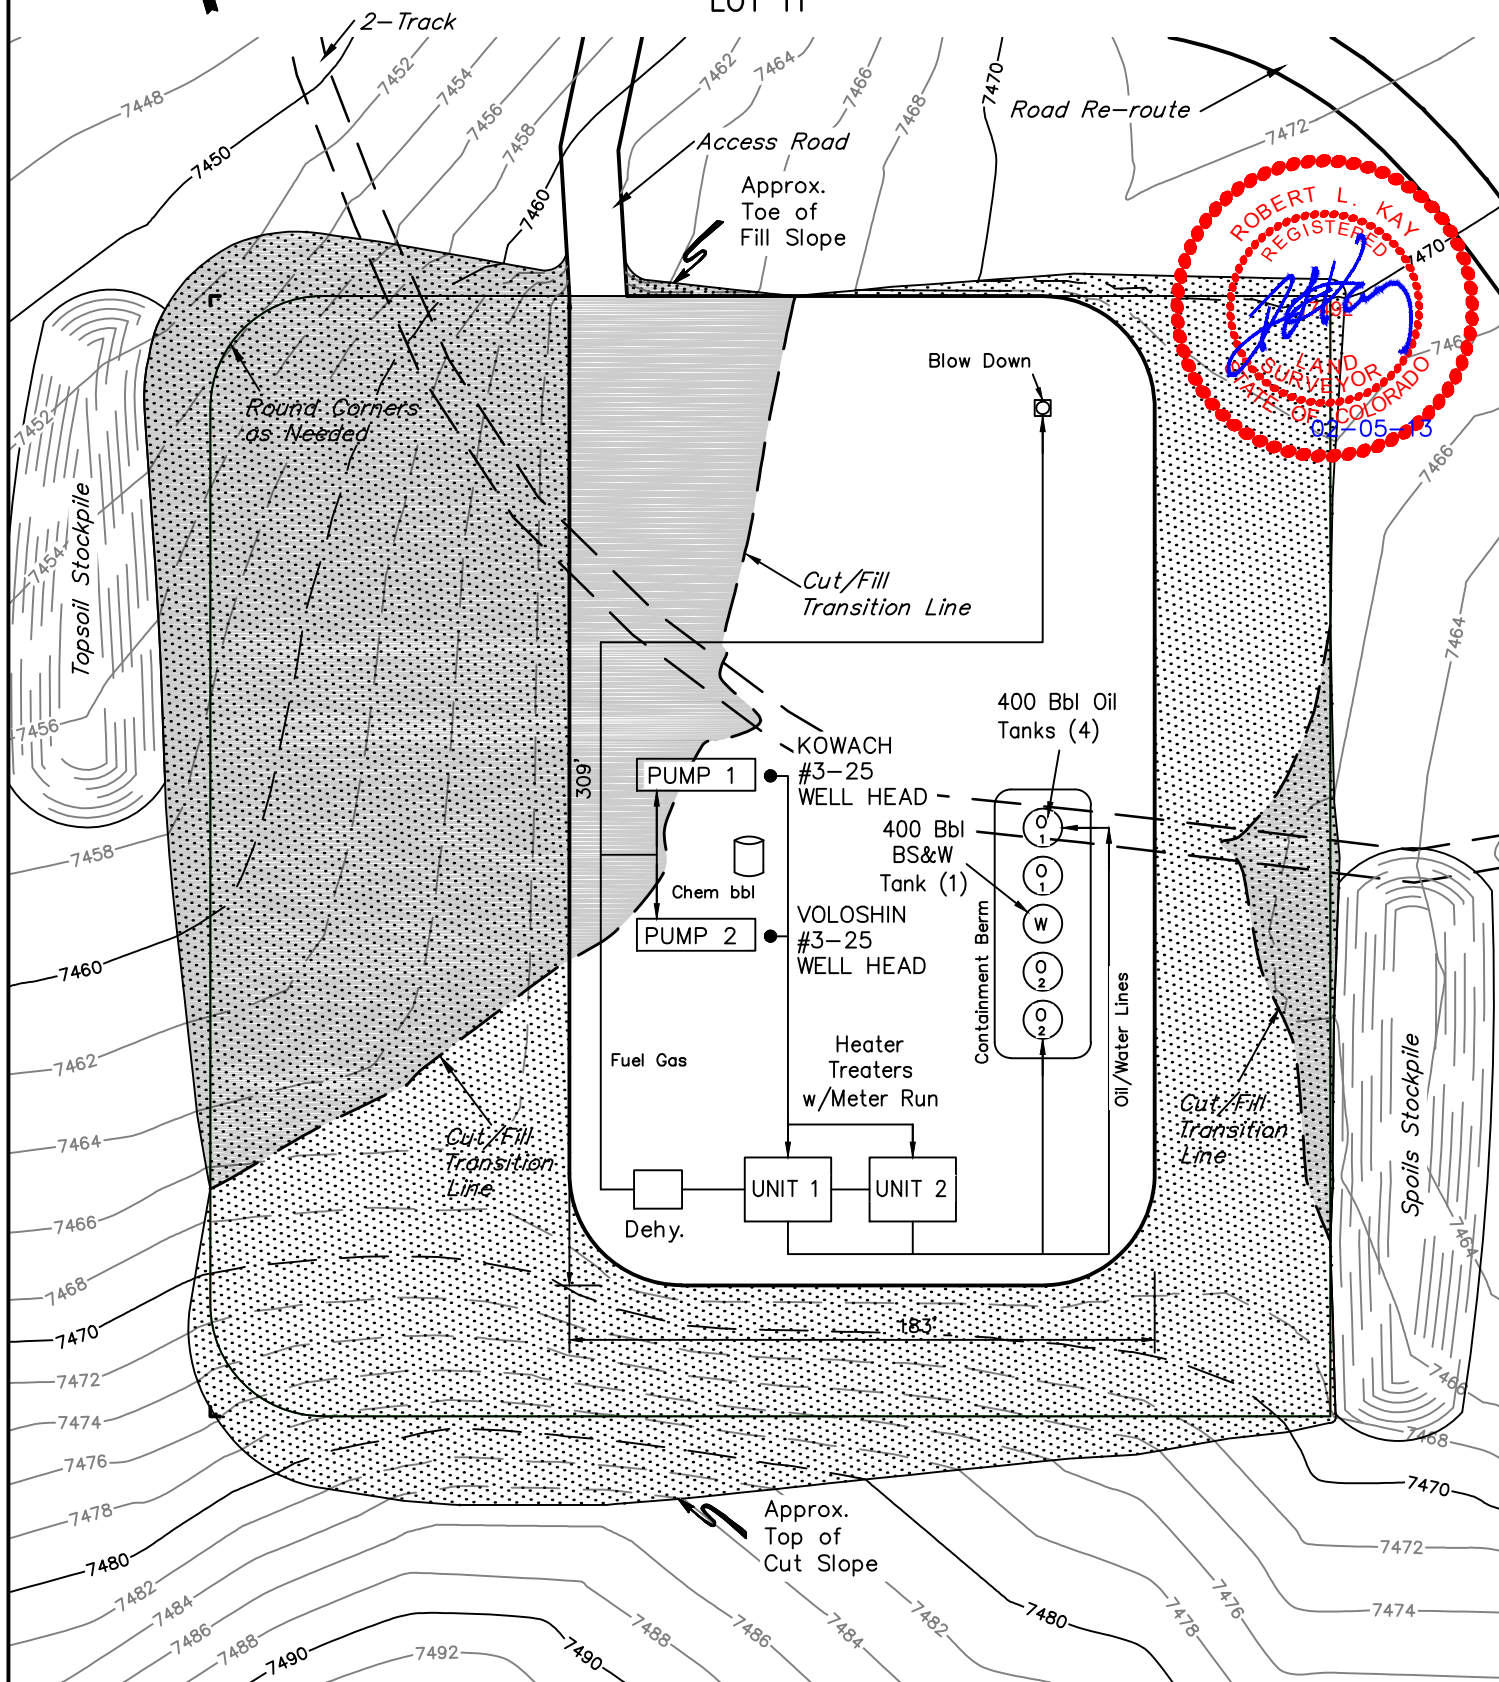 2-Track
7448
7450
7452
7454
7456
7458
7460
7462
7464
7466
7468
7470
Road Re-route
7472
Access Road
Approx.
Toe of
Fill Slope
ROBERT L. KAY
REGISTERED
LAND
SURVEYOR
STATE OF COLORADO
02-05-13
7470
7466
7464
Round Corners
as Needed
Blow Down
7452
7454
7456
Topsoil Stockpile
Cut/Fill
Transition Line
309'
400 Bbl Oil
Tanks (4)
KOWACH
#3-25
WELL HEAD
PUMP 1
400 Bbl
BS&W
Tank (1)
O
1
O
1
W
O
2
O
2
Chem bbl
VOLOSHIN
#3-25
WELL HEAD
PUMP 2
Containment Berm
Oil/Water Lines
Fuel Gas
Heater
Treaters
w/Meter Run
Cut/Fill
Transition
Line
Cut/Fill
Transition
Line
Spoils Stockpile
UNIT 1
UNIT 2
Dehy.
183'
7458
7460
7462
7464
7466
7468
7470
7472
7474
7476
7478
7480
7482
7484
7486
7488
7490
7492
7490
7488
7486
7484
7482
7480
7478
7476
7474
7472
7470
7468
7466
7464
Approx.
Top of
Cut Slope